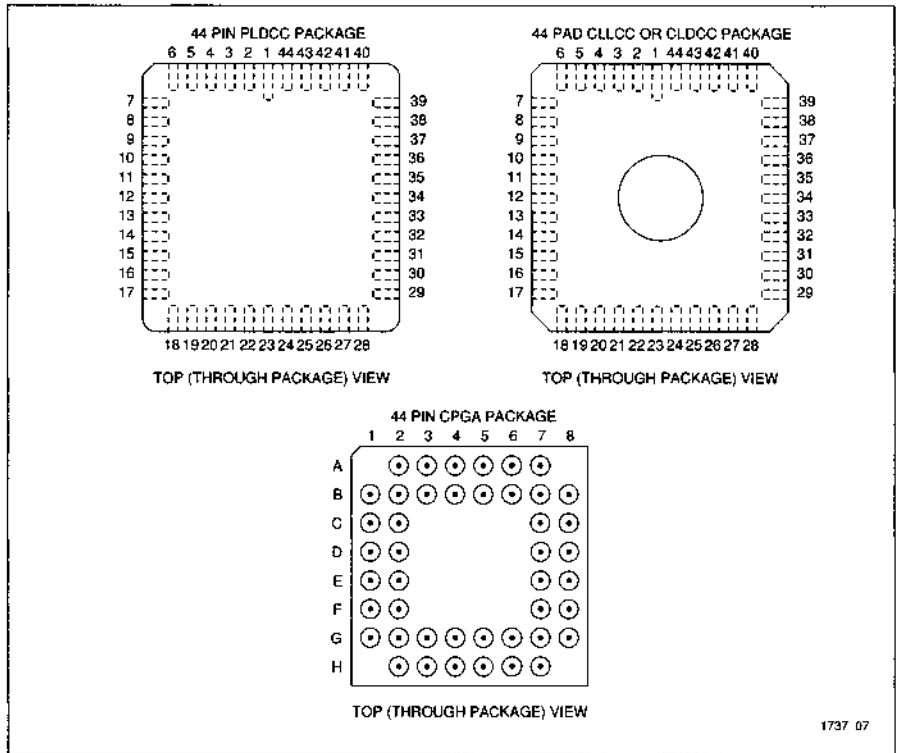 44 PIN PLDCC PACKAGE
6 5 4 3 2 1 44 43 42 41 40
7
8
9
10
11
12
13
14
15
16
17
39
38
37
36
35
34
33
32
31
30
29
18 19 20 21 22 23 24 25 26 27 28
TOP (THROUGH PACKAGE) VIEW
44 PAD CLLCC OR CLDCC PACKAGE
6 5 4 3 2 1 44 43 42 41 40
7
8
9
10
11
12
13
14
15
16
17
39
38
37
36
35
34
33
32
31
30
29
18 19 20 21 22 23 24 25 26 27 28
TOP (THROUGH PACKAGE) VIEW
44 PIN CPGA PACKAGE
1 2 3 4 5 6 7 8
A
B
C
D
E
F
G
H
TOP (THROUGH PACKAGE) VIEW
1737 07